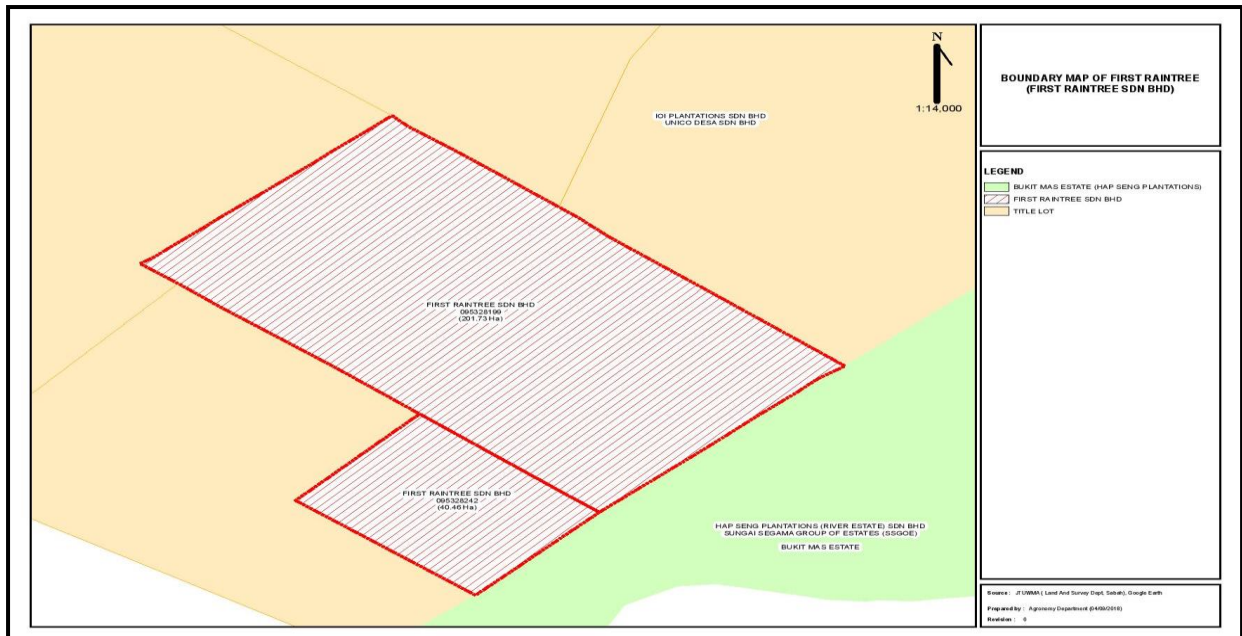 N
1:14,000
IOI PLANTATIONS SDN BHD
UNICO DESA SDN BHD
FIRST RAINTREE SDN BHD
095328199
(201.73 Ha)
FIRST RAINTREE SDN BHD
095328242
(40.46 Ha)
HAP SENG PLANTATIONS (RIVER ESTATE) SDN BHD
SUNGAI SEGAMA GROUP OF ESTATES (SSGOE)
BUKIT MAS ESTATE
BOUNDARY MAP OF FIRST RAINTREE
(FIRST RAINTREE SDN BHD)
LEGEND
BUKIT MAS ESTATE (HAP SENG PLANTATIONS)
FIRST RAINTREE SDN BHD
TITLE LOT
Source : JTUWMA ( Land And Survey Dept, Sabah), Google Earth
Prepared by : Agronomy Department
Revision : 0